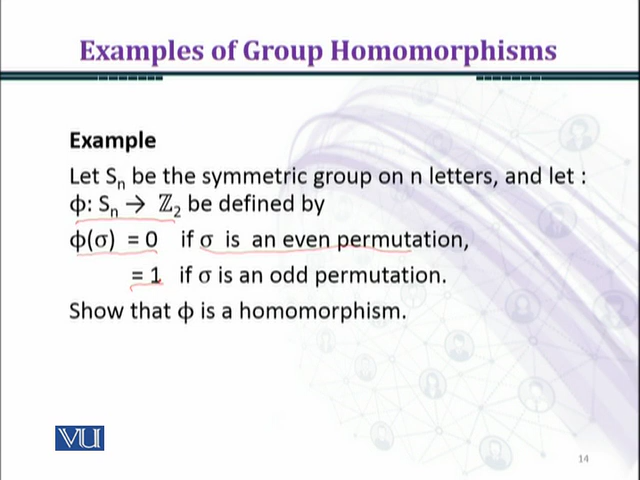 Examples of Group Homomorphisms
Example
Let Sₙ be the symmetric group on n letters, and let :
ϕ: Sₙ → ℤ₂ be defined by
ϕ(σ) = 0 if σ is an even permutation,
= 1 if σ is an odd permutation.
Show that ϕ is a homomorphism.
VU
14